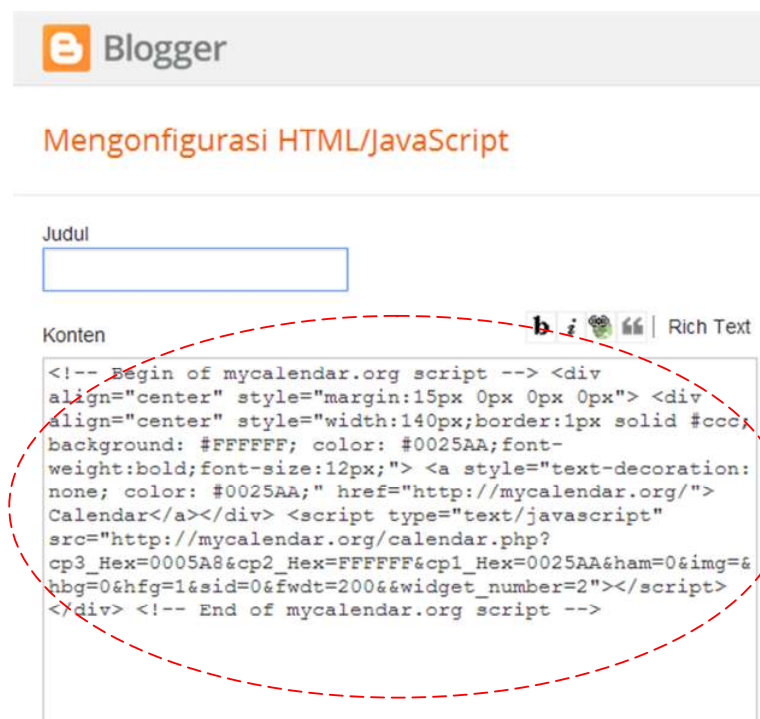 Blogger
Mengonfigurasi HTML/JavaScript
Judul
Konten
b i Rich Text
<!-- Begin of mycalendar.org script --> <div
align="center" style="margin:15px 0px 0px 0px"> <div
align="center" style="width:140px;border:1px solid #ccc;
background: #FFFFFF; color: #0025AA;font-
weight:bold;font-size:12px;"> <a style="text-decoration:
none; color: #0025AA;" href="http://mycalendar.org/">
Calendar</a></div> <script type="text/javascript"
src="http://mycalendar.org/calendar.php?
cp3_Hex=0005A8&cp2_Hex=FFFFFF&cp1_Hex=0025AA&ham=0&img=&
hbg=0&hfg=1&sid=0&fwdt=200&&widget_number=2"></script>
</div> <!-- End of mycalendar.org script -->